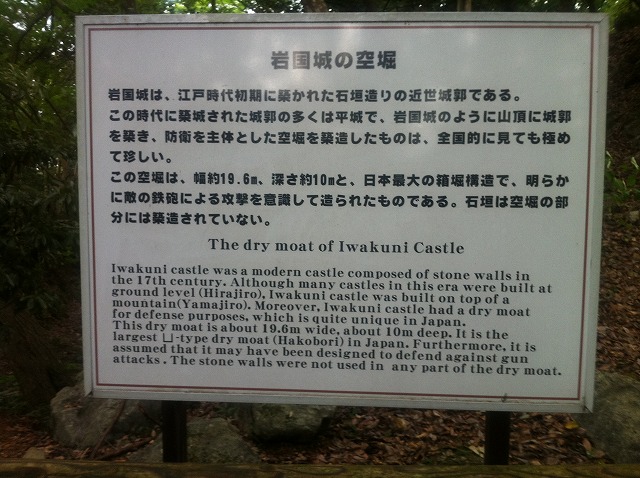 岩国城の空堀
岩国城は、江戸時代初期に築かれた石垣造りの近世城郭である。
この時代に築城された城郭の多くは平城で、岩国城のように山頂に城郭
を築き、防衛を主体とした空堀を築造したものは、全国的に見ても極め
て珍しい。
この空堀は、幅約19.6m、深さ約10mと、日本最大の箱堀構造で、明らか
に敵の鉄砲による攻撃を意識して造られたものである。石垣は空堀の部
分には築造されていない。
The dry moat of Iwakuni Castle
Iwakuni castle was a modern castle composed of stone walls in
the 17th century. Although many castles in this era were built at
ground level (Hirajiro), Iwakuni castle was built on top of a
mountain(Yamajiro). Moreover, Iwakuni castle had a dry moat
for defense purposes, which is quite unique in Japan.
This dry moat is about 19.6m wide, about 10m deep. It is the
largest 凵-type dry moat (Hakobori) in Japan. Furthermore, it is
assumed that it may have been designed to defend against gun
attacks. The stone walls were not used in any part of the dry moat.